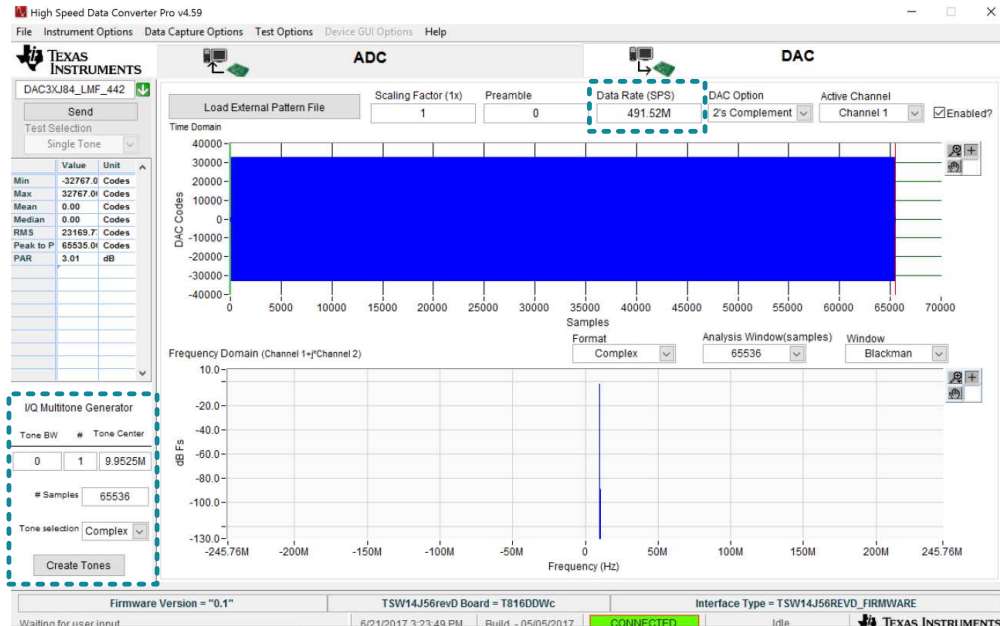 High Speed Data Converter Pro v4.59
File Instrument Options Data Capture Options Test Options Device GUI Options Help
TEXAS INSTRUMENTS
ADC
DAC
DAC3XJ84_LMF_442
Send
Test Selection
Single Tone
Value Unit
Min -32767.0 Codes
Max 32767.0 Codes
Mean 0.00 Codes
Median 0.00 Codes
RMS 23169.7 Codes
Peak to P 65535.0 Codes
PAR 3.01 dB
I/Q Multitone Generator
Tone BW # Tone Center
0 1 9.9525M
# Samples 65536
Tone selection Complex
Create Tones
Load External Pattern File
Scaling Factor (1x) Preamble Data Rate (SPS) DAC Option Active Channel
1 0 491.52M 2's Complement Channel 1 Enabled?
Time Domain
DAC Codes
40000
30000
20000
10000
0
-10000
-20000
-30000
-40000
0 5000 10000 15000 20000 25000 30000 35000 40000 45000 50000 55000 60000 65000 70000
Samples
Format Analysis Window(samples) Window
Complex 65536 Blackman
Frequency Domain (Channel 1+j*Channel 2)
dB Fs
10.0
-20.0
-40.0
-60.0
-80.0
-100.0
-130.0
-245.76M -200M -150M -100M -50M 0 50M 100M 150M 200M 245.76M
Frequency (Hz)
Firmware Version = "0.1" TSW14J56revD Board = T816DDWc Interface Type = TSW14J56REVD_FIRMWARE
Waiting for user input 6/21/2017 3:23:49 PM Build - 05/05/2017 CONNECTED Idle TEXAS INSTRUMENTS